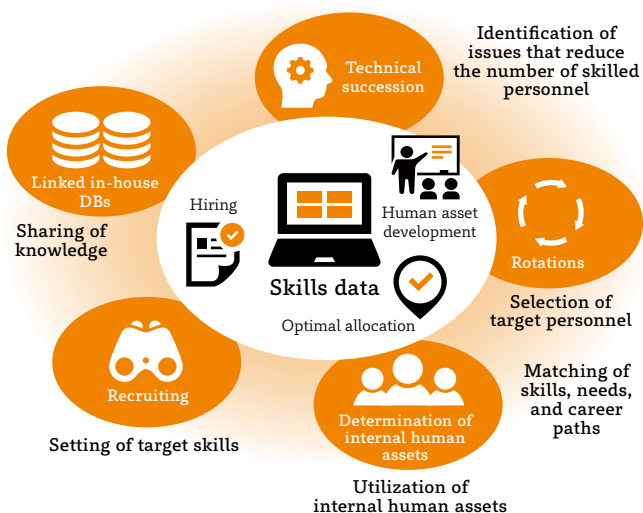 Technical
succession
Identification of
issues that reduce
the number of skilled
personnel
Linked in-house
DBs
Sharing of
knowledge
Hiring
Human asset
development
Skills data
Optimal allocation
Rotations
Selection of
target personnel
Matching of
skills, needs,
and career
paths
Recruiting
Setting of target skills
Determination of
internal human
assets
Utilization of
internal human assets